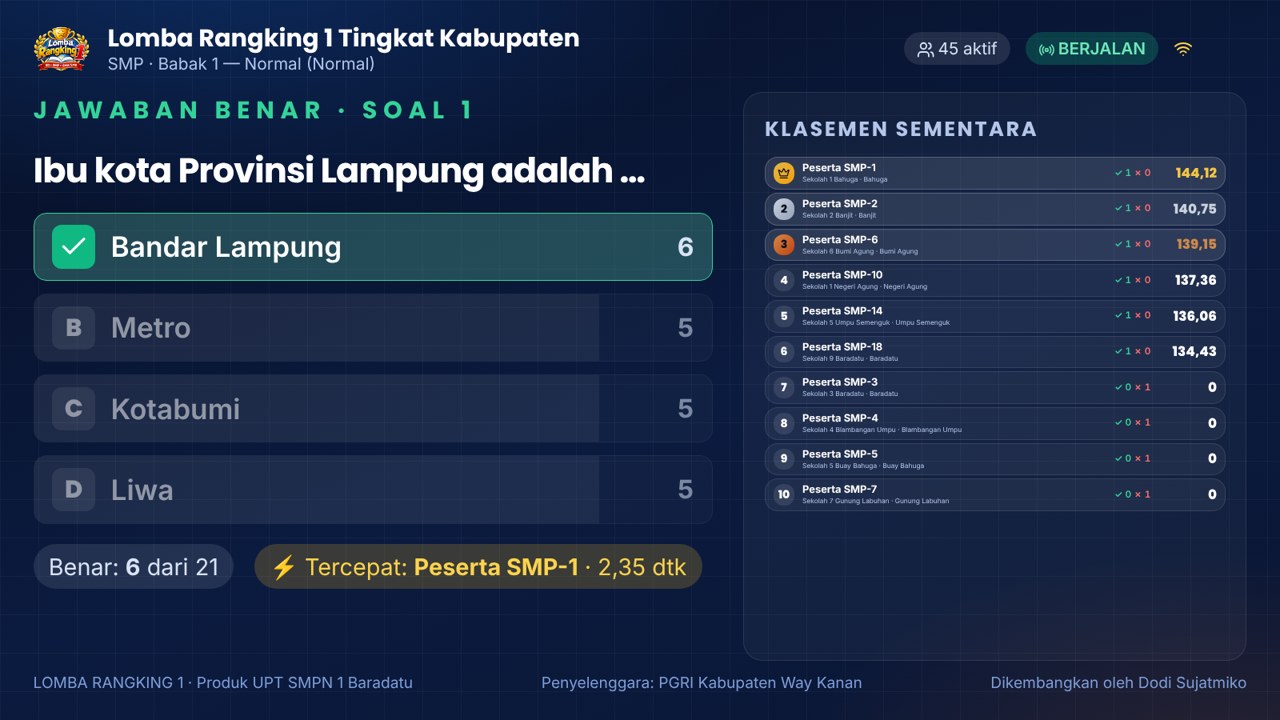 Lomba Rangking 1
Lomba Rangking 1 Tingkat Kabupaten
SMP · Babak 1 — Normal (Normal)
45 aktif
BERJALAN
JAWABAN BENAR · SOAL 1
Ibu kota Provinsi Lampung adalah ...
Bandar Lampung 6
B Metro 5
C Kotabumi 5
D Liwa 5
Benar: 6 dari 21
⚡ Tercepat: Peserta SMP-1 · 2,35 dtk
KLASEMEN SEMENTARA
Peserta SMP-1
Sekolah 1 Bahuga · Bahuga
✓ 1 × 0 144,12
2 Peserta SMP-2
Sekolah 2 Banjit · Banjit
✓ 1 × 0 140,75
3 Peserta SMP-6
Sekolah 6 Bumi Agung · Bumi Agung
✓ 1 × 0 139,15
4 Peserta SMP-10
Sekolah 1 Negeri Agung · Negeri Agung
✓ 1 × 0 137,36
5 Peserta SMP-14
Sekolah 5 Umpu Semenguk · Umpu Semenguk
✓ 1 × 0 136,06
6 Peserta SMP-18
Sekolah 9 Baradatu · Baradatu
✓ 1 × 0 134,43
7 Peserta SMP-3
Sekolah 3 Baradatu · Baradatu
✓ 0 × 1 0
8 Peserta SMP-4
Sekolah 4 Blambangan Umpu · Blambangan Umpu
✓ 0 × 1 0
9 Peserta SMP-5
Sekolah 5 Buay Bahuga · Buay Bahuga
✓ 0 × 1 0
10 Peserta SMP-7
Sekolah 7 Gunung Labuhan · Gunung Labuhan
✓ 0 × 1 0
LOMBA RANGKING 1 · Produk UPT SMPN 1 Baradatu
Penyelenggara: PGRI Kabupaten Way Kanan
Dikembangkan oleh Dodi Sujatmiko